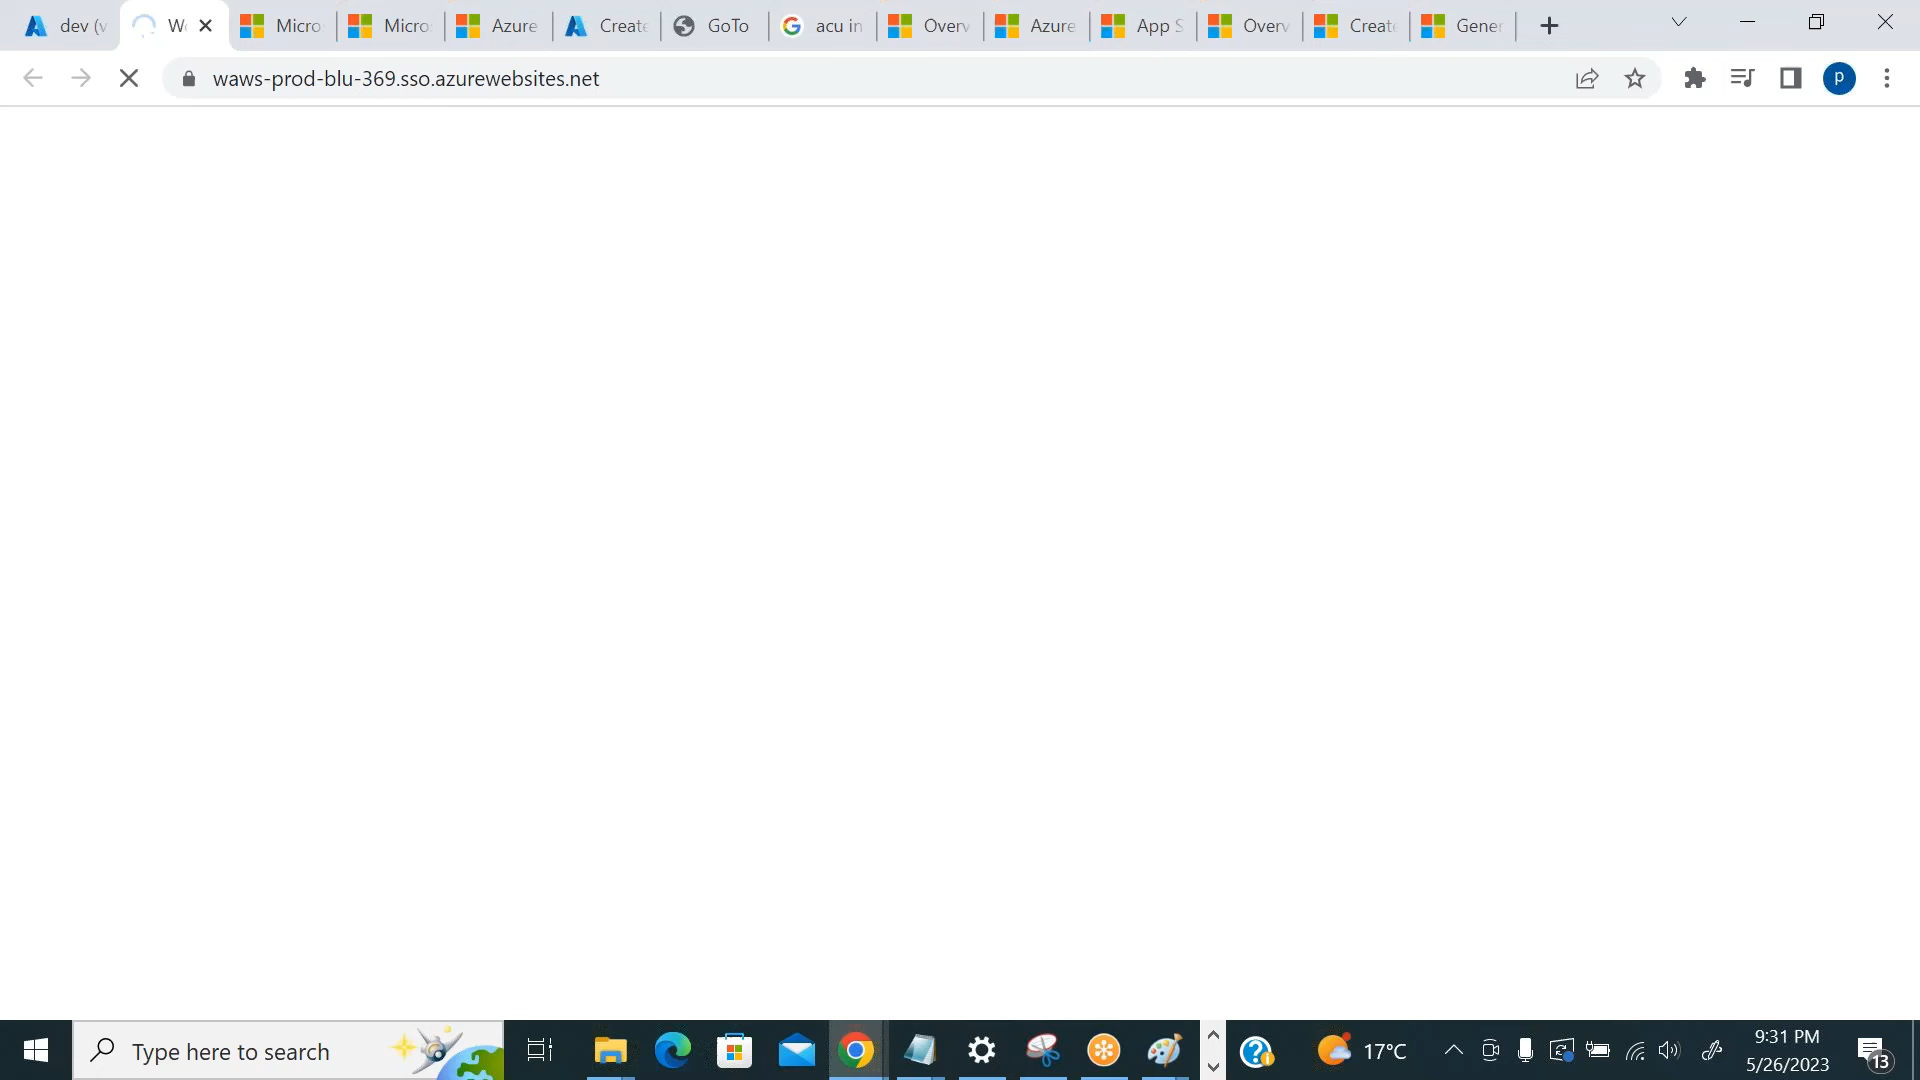 dev (v
Wo
Micro
Micro
Azure
Create
GoTo
acu in
Overv
Azure
App S
Overv
Create
Gener
waws-prod-blu-369.sso.azurewebsites.net
p
Type here to search
17°C
9:31 PM
5/26/2023
13